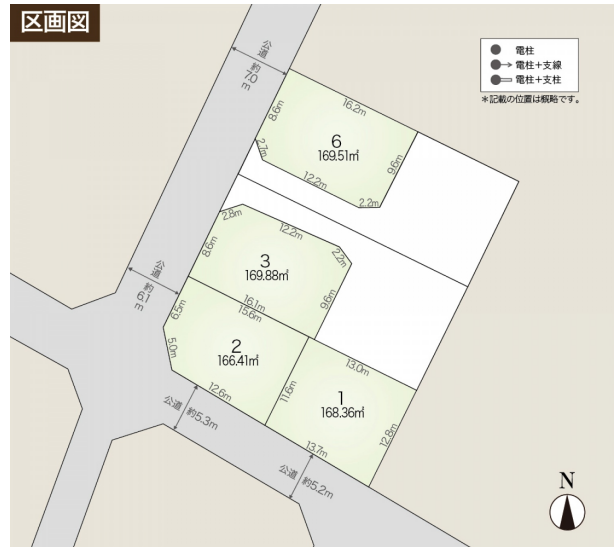 区画図
電柱
電柱+支線
電柱+支柱
*記載の位置は概略です。
公道
約7.0m
16.2m
8.6m
6
169.51㎡
2.7m
12.2m
9.6m
2.2m
2.8m
12.2m
2.2m
8.6m
3
169.88㎡
9.6m
16.1m
公道
約6.1m
15.6m
6.5m
2
166.41㎡
5.0m
12.6m
13.0m
11.6m
1
168.36㎡
12.8m
13.7m
公道 約5.3m
公道 約5.2m
N